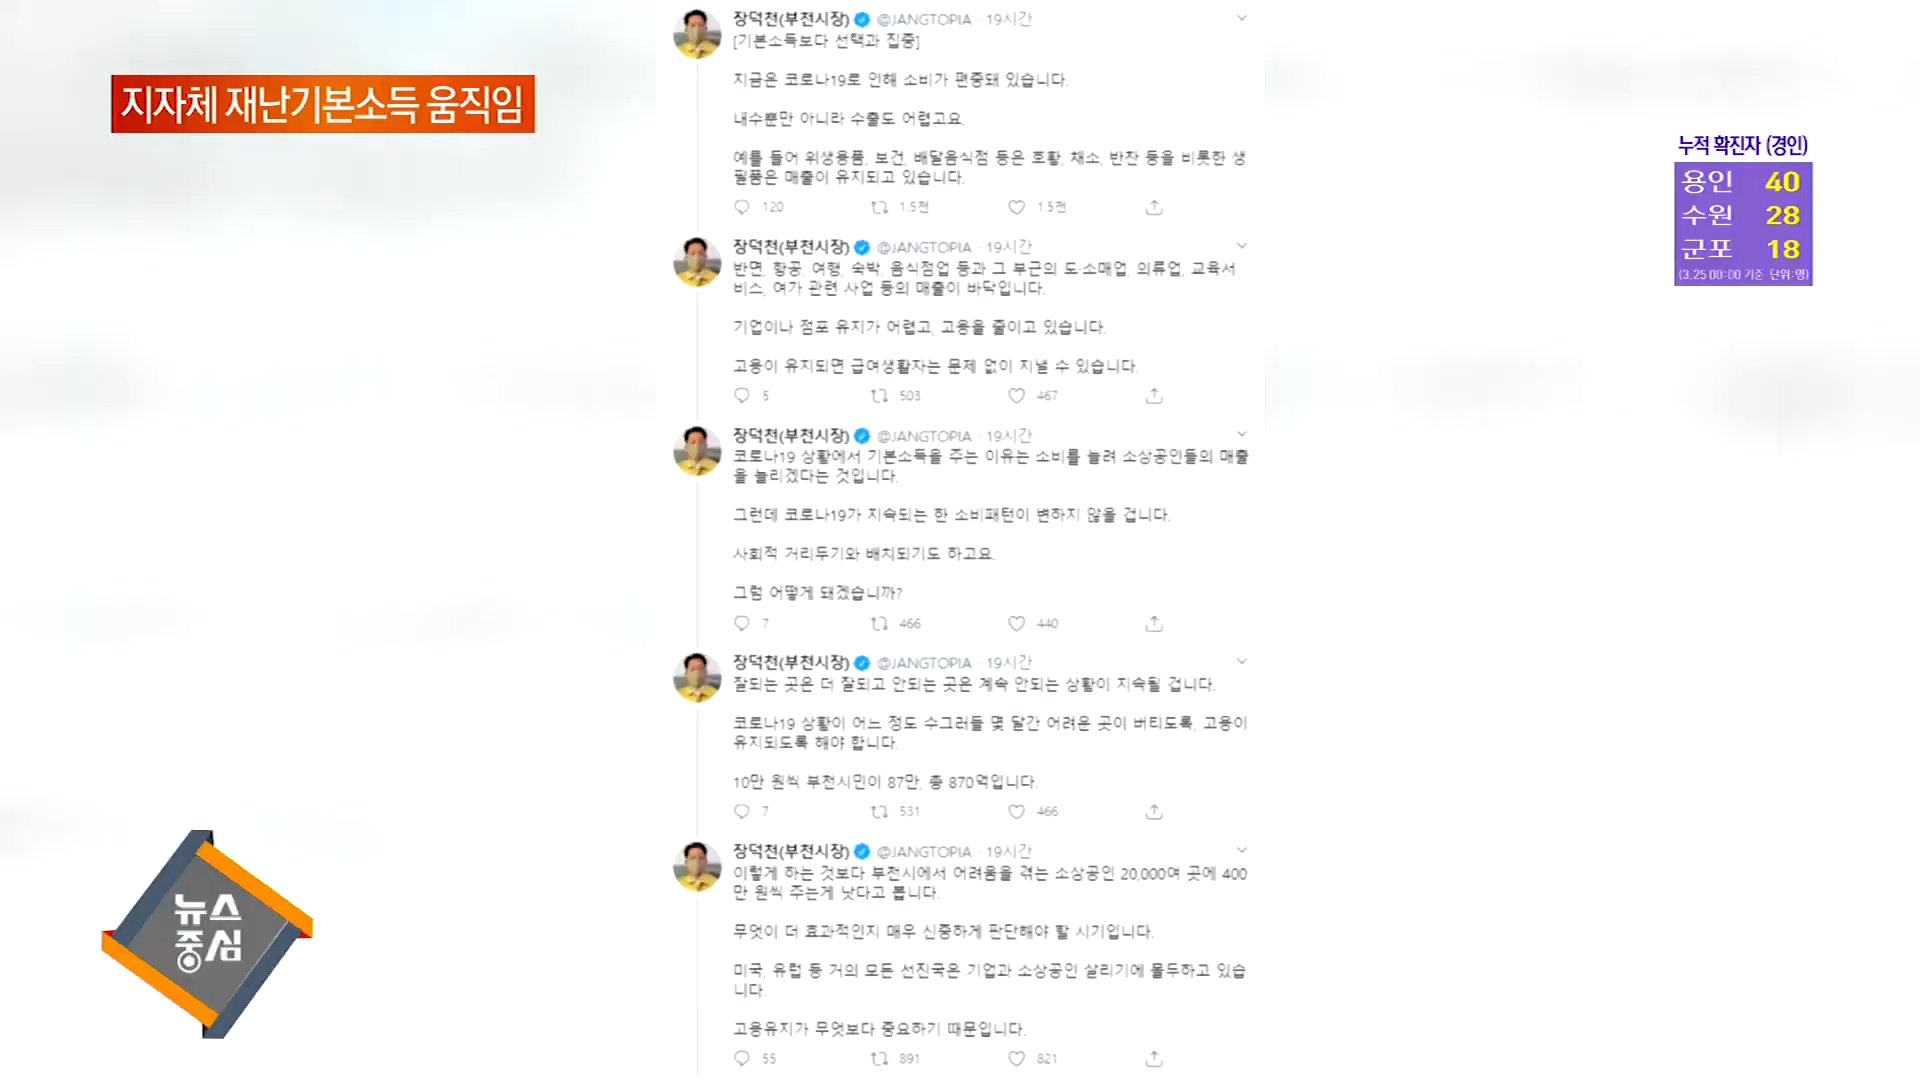 지자체 재난기본소득 움직임
장덕천(부천시장) @JANGTOPIA · 19시간
[기본소득보다 선택과 집중]
지금은 코로나19로 인해 소비가 편중돼 있습니다.
내수뿐만 아니라 수출도 어렵고요.
예를 들어 위생용품, 보건, 배달음식점 등은 호황, 채소, 반찬 등을 비롯한 생
필품은 매출이 유지되고 있습니다.
120 1.5천 1.5천
장덕천(부천시장) @JANGTOPIA · 19시간
반면, 항공, 여행, 숙박, 음식점업 등과 그 부근의 도·소매업, 의류업, 교육서
비스, 여가 관련 사업 등의 매출이 바닥입니다.
기업이나 점포 유지가 어렵고, 고용을 줄이고 있습니다.
고용이 유지되면 급여생활자는 문제 없이 지낼 수 있습니다.
5 503 467
장덕천(부천시장) @JANGTOPIA · 19시간
코로나19 상황에서 기본소득을 주는 이유는 소비를 늘려 소상공인들의 매출
을 늘리겠다는 것입니다.
그런데 코로나19가 지속되는 한 소비패턴이 변하지 않을 겁니다.
사회적 거리두기와 배치되기도 하고요.
그럼 어떻게 돼겠습니까?
7 466 440
장덕천(부천시장) @JANGTOPIA · 19시간
잘되는 곳은 더 잘되고 안되는 곳은 계속 안되는 상황이 지속될 겁니다.
코로나19 상황이 어느 정도 수그러들 몇 달간 어려운 곳이 버티도록, 고용이
유지되도록 해야 합니다.
10만 원씩 부천시민이 87만, 총 870억입니다.
7 531 466
장덕천(부천시장) @JANGTOPIA · 19시간
이렇게 하는 것보다 부천시에서 어려움을 겪는 소상공인 20,000여 곳에 400
만 원씩 주는게 낫다고 봅니다.
무엇이 더 효과적인지 매우 신중하게 판단해야 할 시기입니다.
미국, 유럽 등 거의 모든 선진국은 기업과 소상공인 살리기에 몰두하고 있습
니다.
고용유지가 무엇보다 중요하기 때문입니다.
55 891 821
누적 확진자 (경인)
용인 40
수원 28
군포 18
(3.25 00:00 기준 단위:명)
뉴스
중심